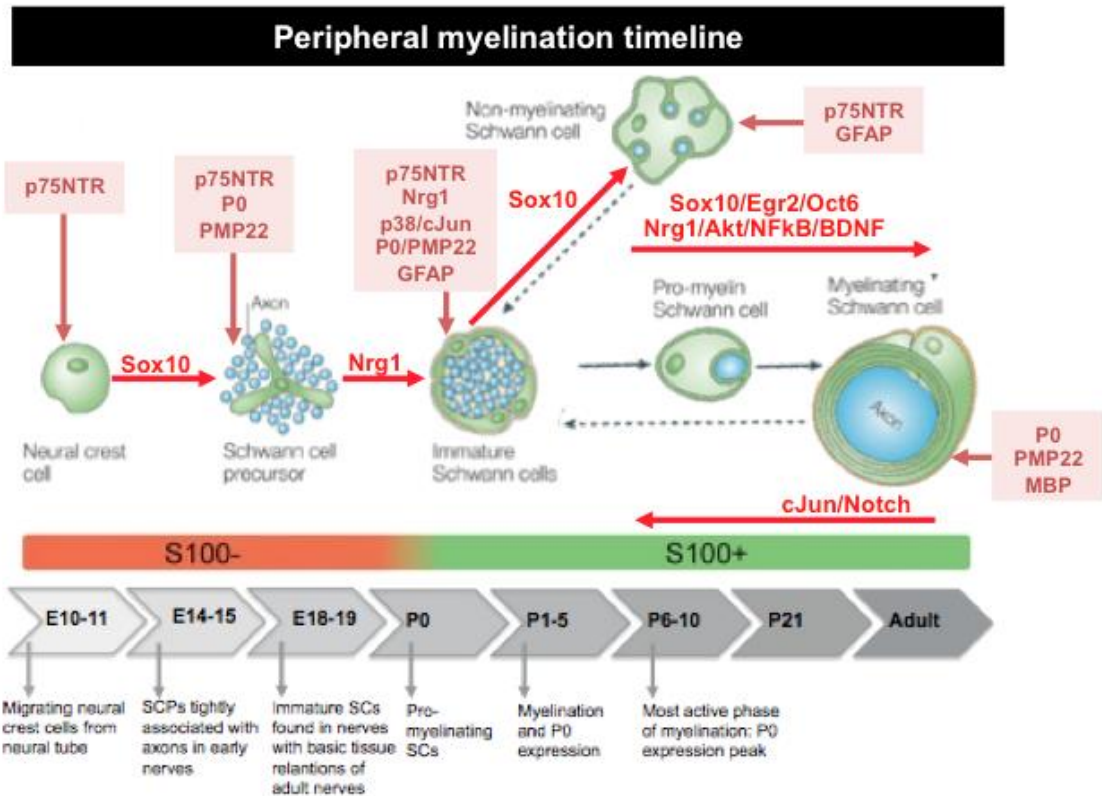 Peripheral myelination timeline
Non-myelinating
Schwann cell
p75NTR
GFAP
p75NTR
p75NTR
P0
PMP22
p75NTR
Nrg1
p38/cJun
P0/PMP22
GFAP
Sox10
Sox10/Egr2/Oct6
Nrg1/Akt/NFkB/BDNF
Axon
Pro-myelin
Schwann cell
Myelinating
Schwann cell
Sox10
Nrg1
Axon
Neural crest
cell
Schwann cell
precursor
Immature
Schwann cells
P0
PMP22
MBP
cJun/Notch
S100-
S100+
E10-11
E14-15
E18-19
P0
P1-5
P6-10
P21
Adult
Migrating neural
crest cells from
neural tube
SCPs tightly
associated with
axons in early
nerves
Immature SCs
found in nerves
with basic tissue
relantions of
adult nerves
Pro-
myelinating
SCs
Myelination
and P0
expression
Most active phase
of myelination: P0
expression peak